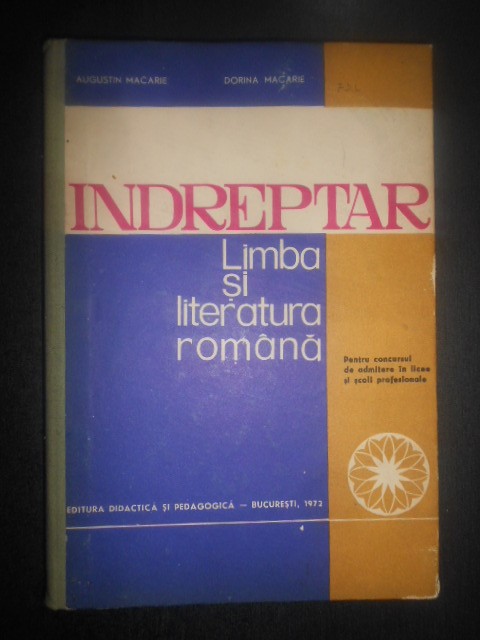 AUGUSTIN MACARIE DORINA MACARIE
INDREPTAR
Limba
și
literatura
română
Pentru concursul
de admitere în licee
și școli profesionale
EDITURA DIDACTICĂ ȘI PEDAGOGICĂ — BUCUREȘTI, 1972